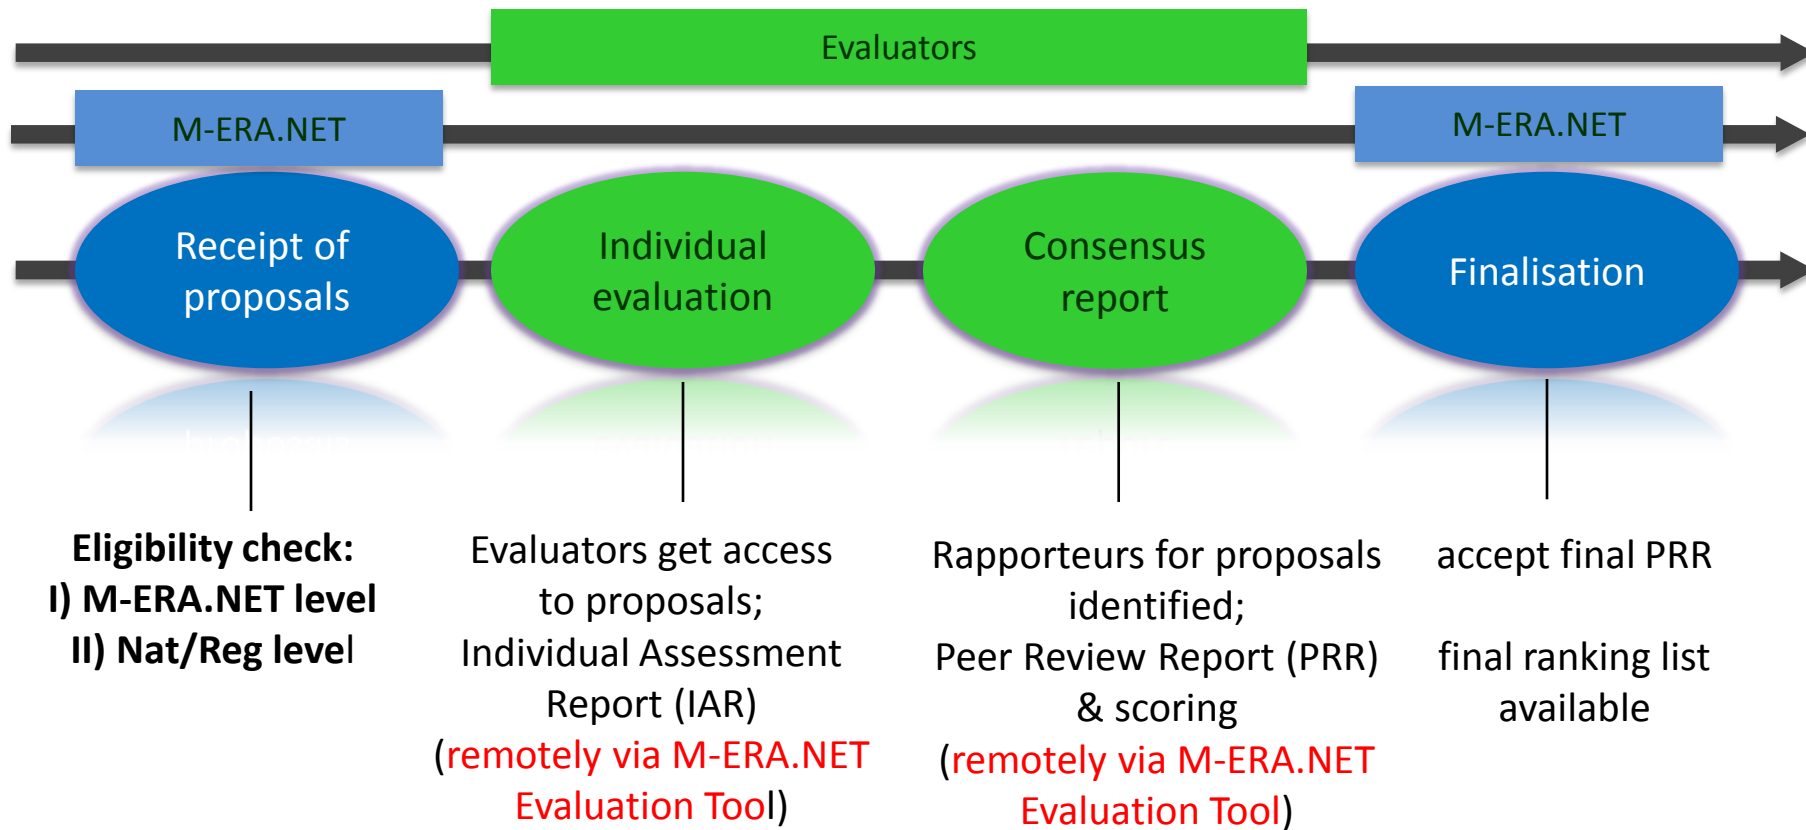 Evaluators
M-ERA.NET
M-ERA.NET
Receipt of
proposals
Individual
evaluation
Consensus
report
Finalisation
Eligibility check:
I) M-ERA.NET level
II) Nat/Reg level
Evaluators get access
to proposals;
Individual Assessment
Report (IAR)
(remotely via M-ERA.NET
Evaluation Tool)
Rapporteurs for proposals
identified;
Peer Review Report (PRR)
& scoring
(remotely via M-ERA.NET
Evaluation Tool)
accept final PRR
final ranking list
available